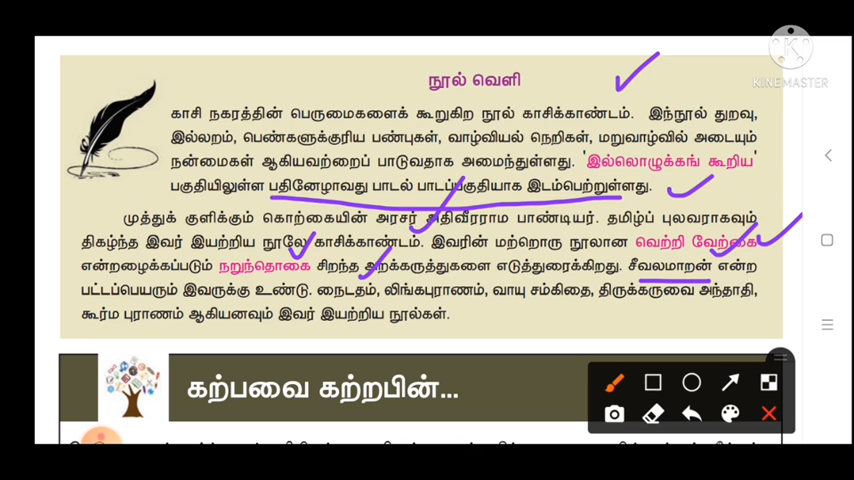 KINEMASTER
நூல் வெளி
காசி நகரத்தின் பெருமைகளைக் கூறுகிற நூல் காசிக்காண்டம். இந்நூல் துறவு,
இல்லறம், பெண்களுக்குரிய பண்புகள், வாழ்வியல் நெறிகள், மறுவாழ்வில் அடையும்
நன்மைகள் ஆகியவற்றைப் பாடுவதாக அமைந்துள்ளது. 'இல்லொழுக்கங் கூறிய'
பகுதியிலுள்ள பதினேழாவது பாடல் பாடப்பகுதியாக இடம்பெற்றுள்ளது.
முத்துக் குளிக்கும் கொற்கையின் அரசர் அதிவீரராம பாண்டியர். தமிழ்ப் புலவராகவும்
திகழ்ந்த இவர் இயற்றிய நூலே காசிக்காண்டம். இவரின் மற்றொரு நூலான வெற்றி வேற்கை
என்றழைக்கப்படும் நறுந்தொகை சிறந்த அறக்கருத்துகளை எடுத்துரைக்கிறது. சீவலமாறன் என்ற
பட்டப்பெயரும் இவருக்கு உண்டு. நைடதம், லிங்கபுராணம், வாயு சம்கிதை, திருக்கருவை அந்தாதி,
கூர்ம புராணம் ஆகியனவும் இவர் இயற்றிய நூல்கள்.
கற்பவை கற்றபின்...